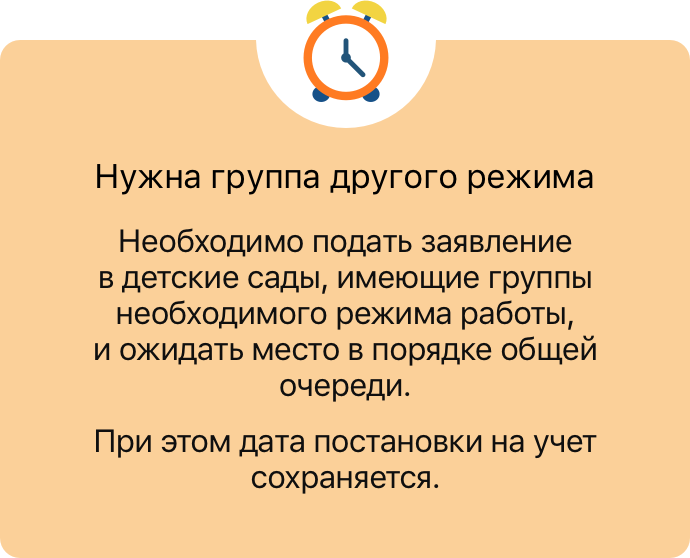 Нужна группа другого режима
Необходимо подать заявление
в детские сады, имеющие группы
необходимого режима работы,
и ожидать место в порядке общей
очереди.
При этом дата постановки на учет
сохраняется.